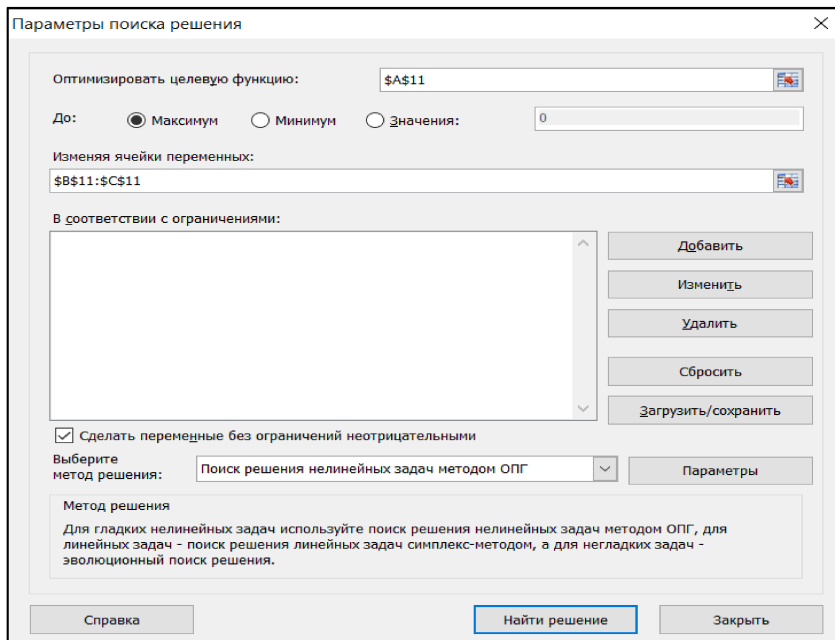 Параметры поиска решения
Оптимизировать целевую функцию: $A$11
До: Максимум Минимум Значения: 0
Изменяя ячейки переменных:
$B$11:$C$11
В соответствии с ограничениями:
Добавить
Изменить
Удалить
Сбросить
Загрузить/сохранить
Сделать переменные без ограничений неотрицательными
Выберите
метод решения: Поиск решения нелинейных задач методом ОПГ Параметры
Метод решения
Для гладких нелинейных задач используйте поиск решения нелинейных задач методом ОПГ, для
линейных задач - поиск решения линейных задач симплекс-методом, а для негладких задач -
эволюционный поиск решения.
Справка Найти решение Закрыть